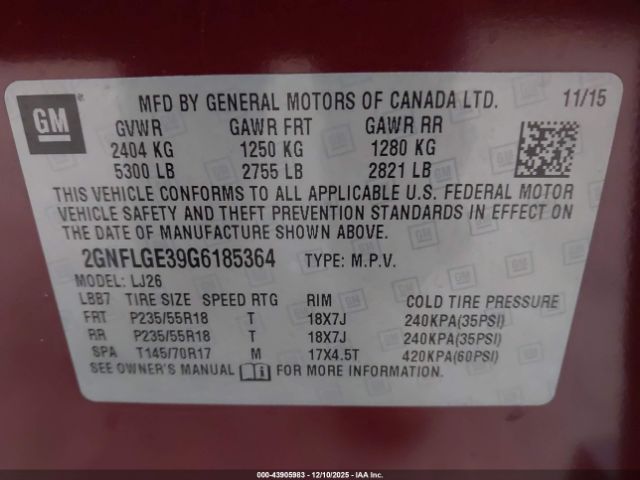 GM
MFD BY GENERAL MOTORS OF CANADA LTD. 11/15
GVWR GAWR FRT GAWR RR
2404 KG 1250 KG 1280 KG
5300 LB 2755 LB 2821 LB
THIS VEHICLE CONFORMS TO ALL APPLICABLE U.S. FEDERAL MOTOR
VEHICLE SAFETY AND THEFT PREVENTION STANDARDS IN EFFECT ON
THE DATE OF MANUFACTURE SHOWN ABOVE.
2GNFLGE39G6185364 TYPE: M.P.V.
MODEL: LJ26
LBB7 TIRE SIZE SPEED RTG RIM COLD TIRE PRESSURE
FRT P235/55R18 T 18X7J 240KPA(35PSI)
RR P235/55R18 T 18X7J 240KPA(35PSI)
SPA T145/70R17 M 17X4.5T 420KPA(60PSI)
SEE OWNER'S MANUAL FOR MORE INFORMATION.
000-43905983 - 12/10/2025 - IAAI.COM